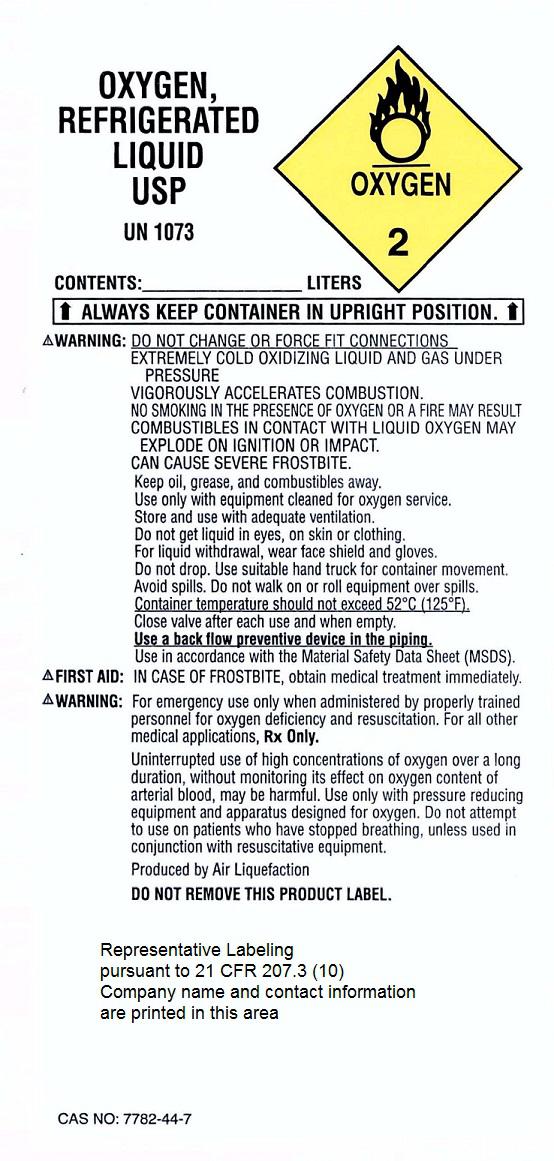 OXYGEN,
REFRIGERATED
LIQUID
USP
UN 1073
OXYGEN
2
CONTENTS:_________________ LITERS
⬆ ALWAYS KEEP CONTAINER IN UPRIGHT POSITION. ⬆
⚠WARNING: DO NOT CHANGE OR FORCE FIT CONNECTIONS
EXTREMELY COLD OXIDIZING LIQUID AND GAS UNDER
PRESSURE
VIGOROUSLY ACCELERATES COMBUSTION.
NO SMOKING IN THE PRESENCE OF OXYGEN OR A FIRE MAY RESULT
COMBUSTIBLES IN CONTACT WITH LIQUID OXYGEN MAY
EXPLODE ON IGNITION OR IMPACT.
CAN CAUSE SEVERE FROSTBITE.
Keep oil, grease, and combustibles away.
Use only with equipment cleaned for oxygen service.
Store and use with adequate ventilation.
Do not get liquid in eyes, on skin or clothing.
For liquid withdrawal, wear face shield and gloves.
Do not drop. Use suitable hand truck for container movement.
Avoid spills. Do not walk on or roll equipment over spills.
Container temperature should not exceed 52°C (125°F).
Close valve after each use and when empty.
Use a back flow preventive device in the piping.
Use in accordance with the Material Safety Data Sheet (MSDS).
⚠FIRST AID: IN CASE OF FROSTBITE, obtain medical treatment immediately.
⚠WARNING: For emergency use only when administered by properly trained
personnel for oxygen deficiency and resuscitation. For all other
medical applications, Rx Only.
Uninterrupted use of high concentrations of oxygen over a long
duration, without monitoring its effect on oxygen content of
arterial blood, may be harmful. Use only with pressure reducing
equipment and apparatus designed for oxygen. Do not attempt
to use on patients who have stopped breathing, unless used in
conjunction with resuscitative equipment.
Produced by Air Liquefaction
DO NOT REMOVE THIS PRODUCT LABEL.
Representative Labeling
pursuant to 21 CFR 207.3 (10)
Company name and contact information
are printed in this area
CAS NO: 7782-44-7